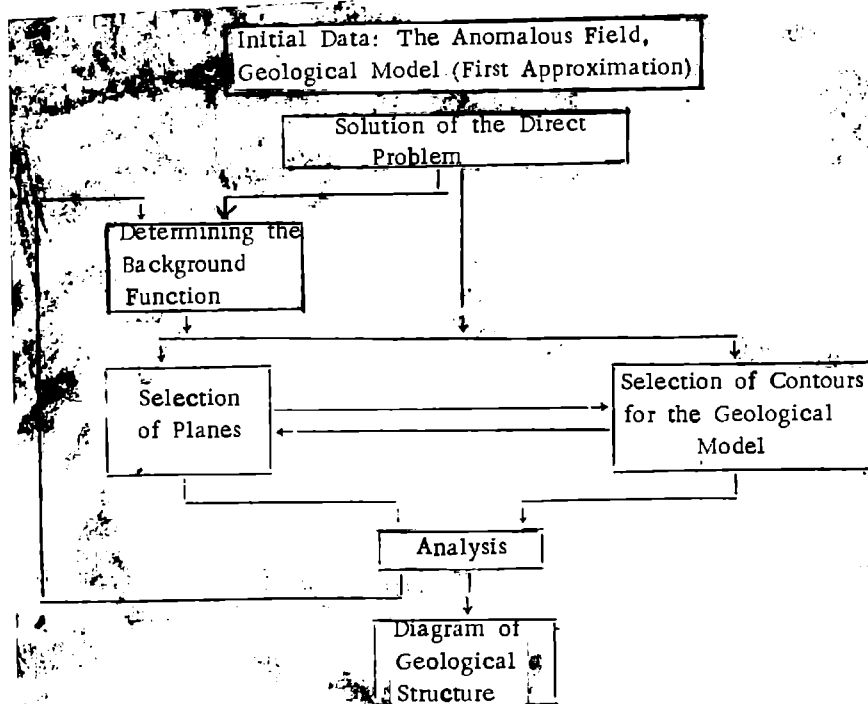 Initial Data: The Anomalous Field,
Geological Model (First Approximation)
Solution of the Direct
Problem
Determining the
Background
Function
Selection
of Planes
Selection of Contours
for the Geological
Model
Analysis
Diagram of
Geological
Structure